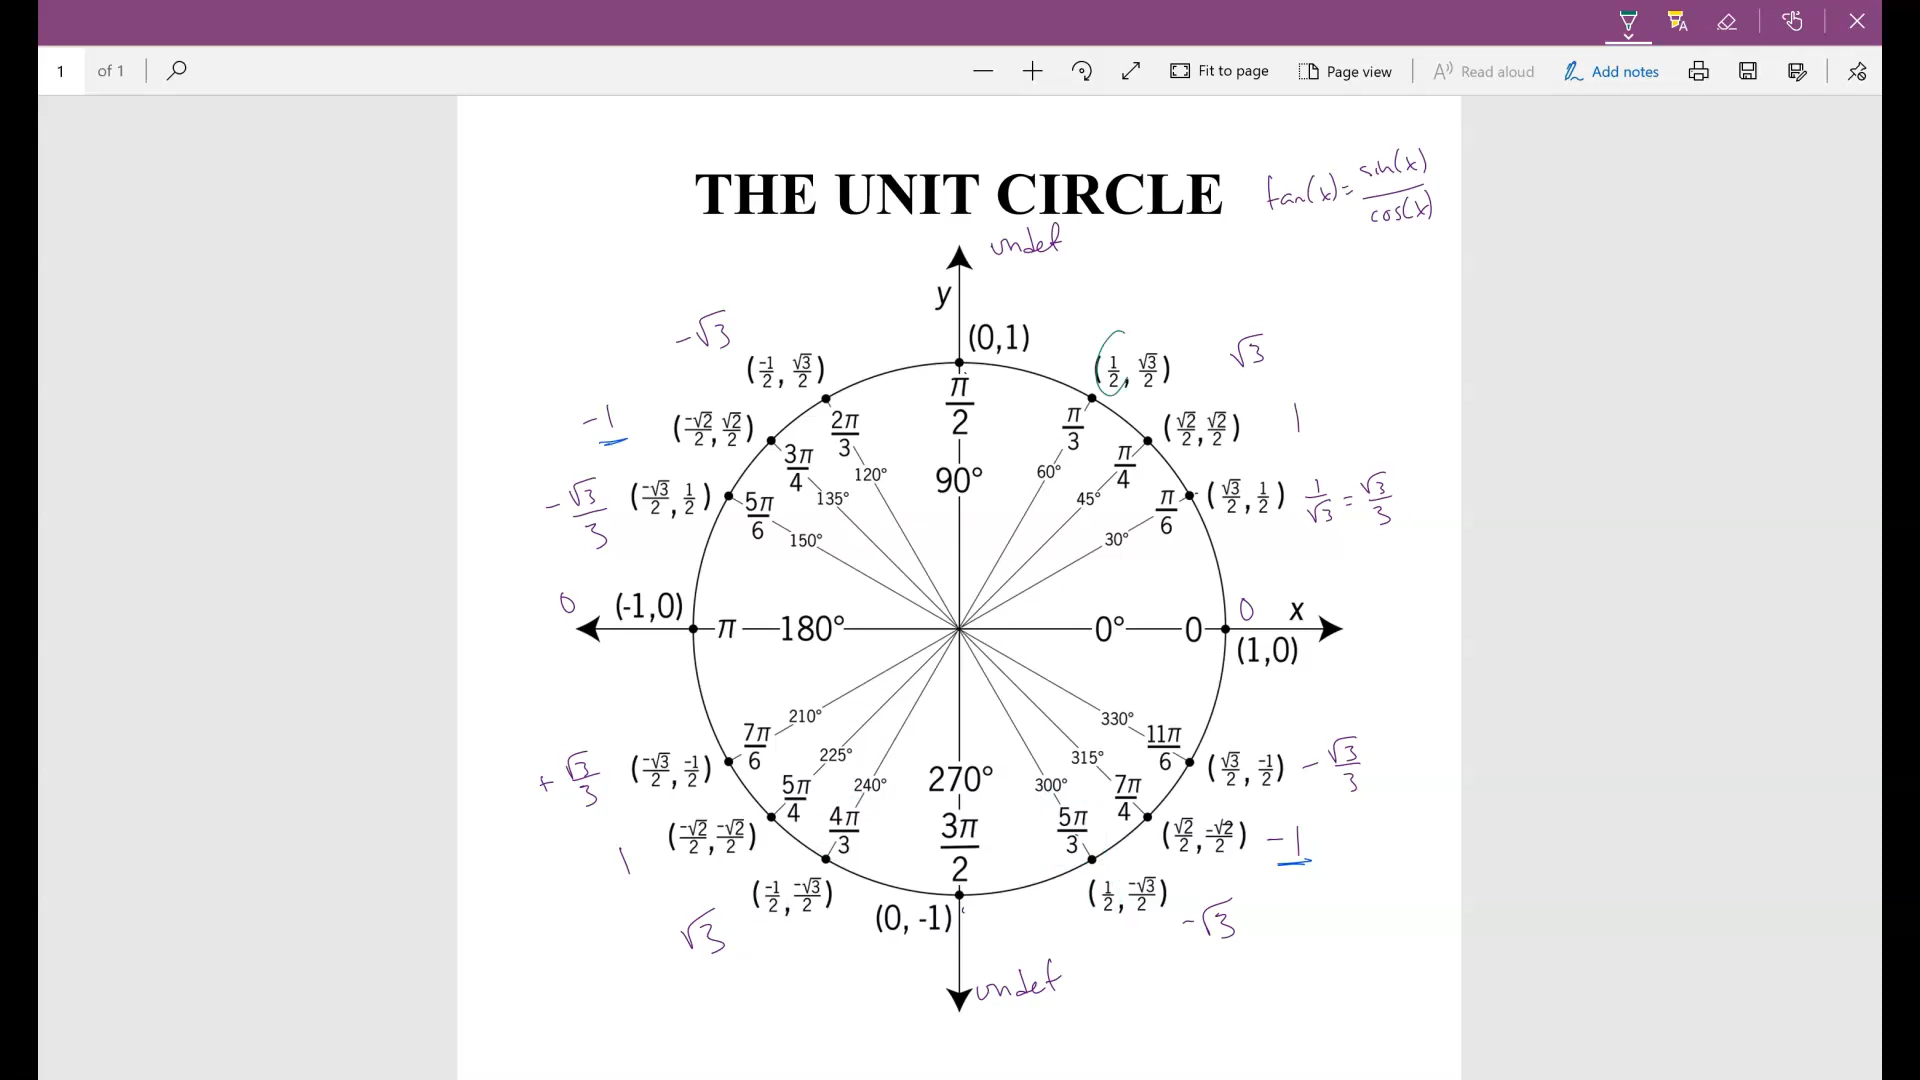 1 of 1 Fit to page Page view Read aloud Add notes
THE UNIT CIRCLE
tan(x) = sin(x)/cos(x)
undef
y
(0,1)
-√3
(-1/2, √3/2)
(1/2, √3/2)
√3
π/2
-1
(-√2/2, √2/2)
2π/3
π/3
(√2/2, √2/2)
1
3π/4
120°
90°
60°
π/4
-√3/3
(-√3/2, 1/2)
5π/6
135°
45°
π/6
(√3/2, 1/2)
1/√3 = √3/3
150°
30°
0
(-1,0)
0
x
π
180°
0°
0
(1,0)
210°
330°
7π/6
11π/6
+√3/3
(-√3/2, -1/2)
225°
315°
(√3/2, -1/2)
-√3/3
5π/4
240°
270°
300°
7π/4
1
(-√2/2, -√2/2)
4π/3
3π/2
5π/3
(√2/2, -√2/2)
-1
(-1/2, -√3/2)
(1/2, -√3/2)
√3
(0, -1)
-√3
undef